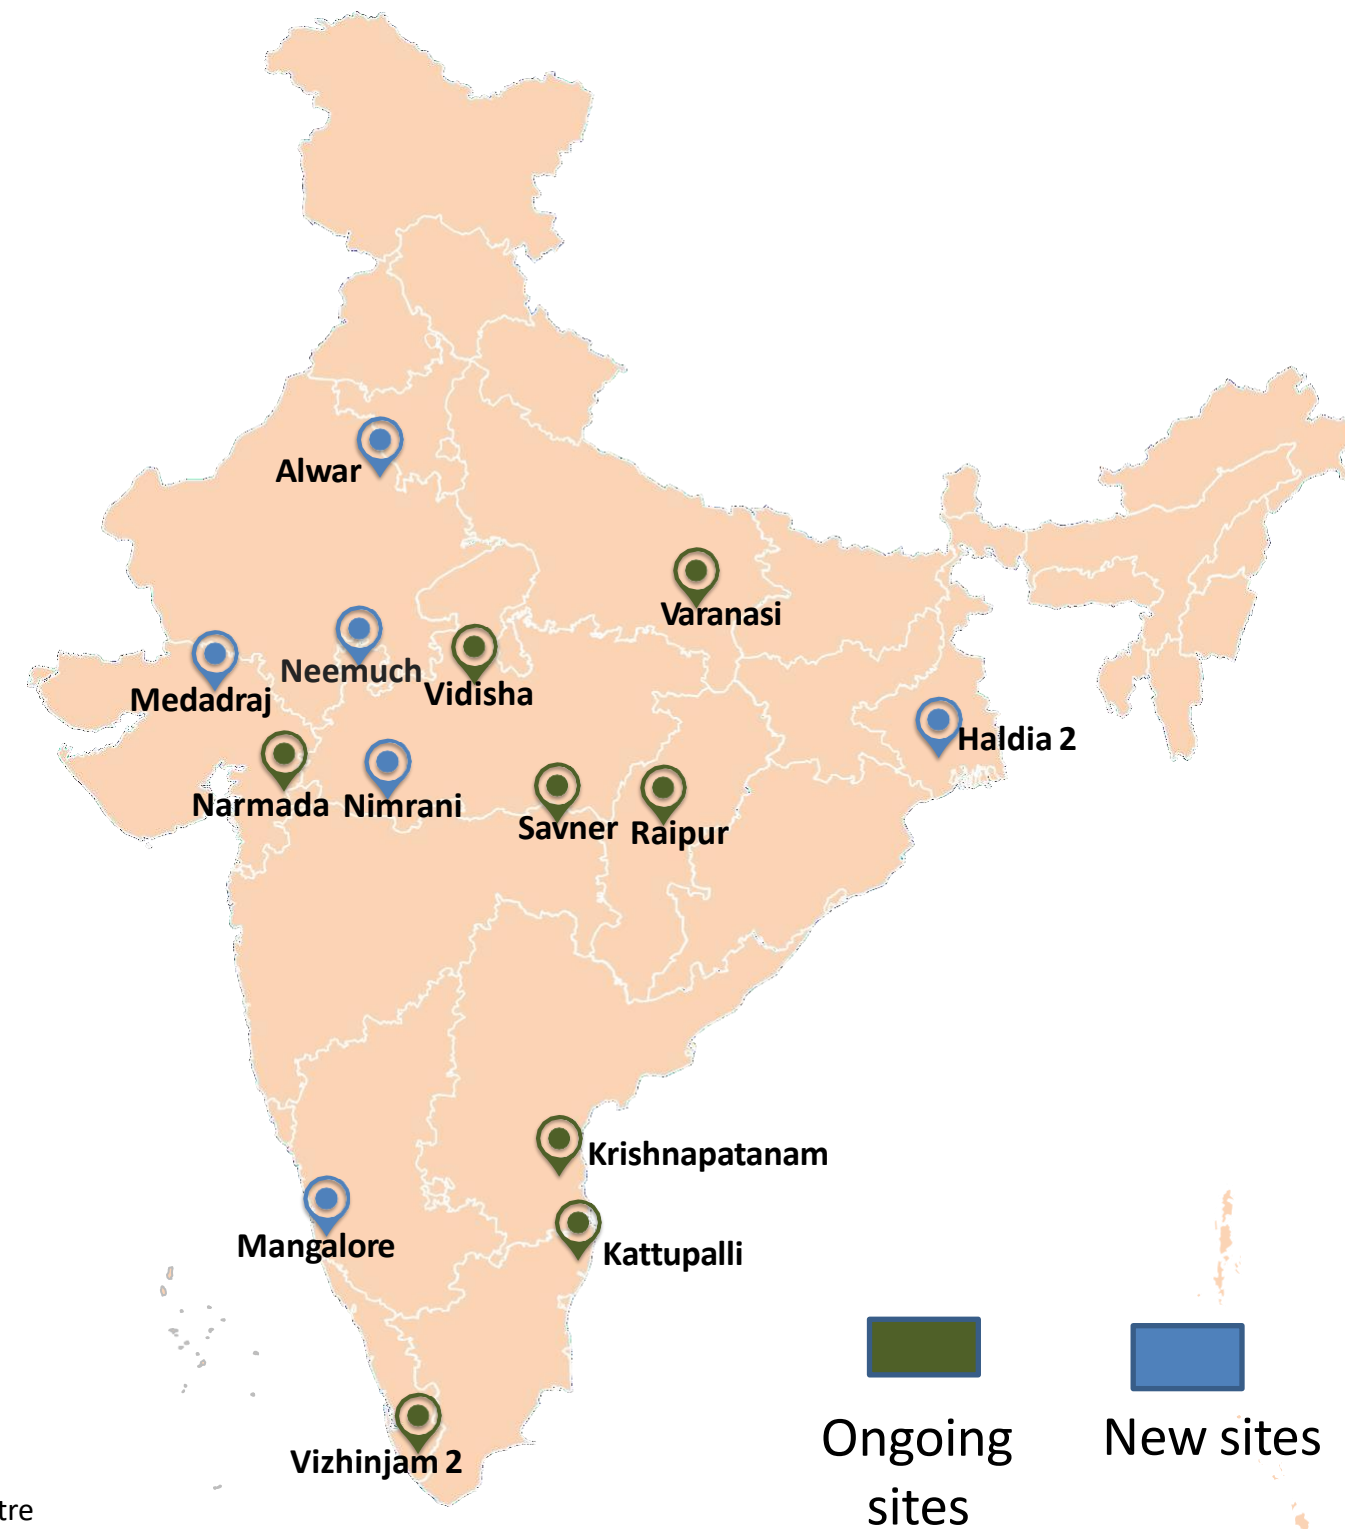 Alwar
Varanasi
Neemuch
Medadraj
Vidisha
Haldia 2
Narmada
Nimrani
Savner
Raipur
Krishnapatanam
Mangalore
Kattupalli
Vizhinjam 2
Ongoing
sites
New sites
tre